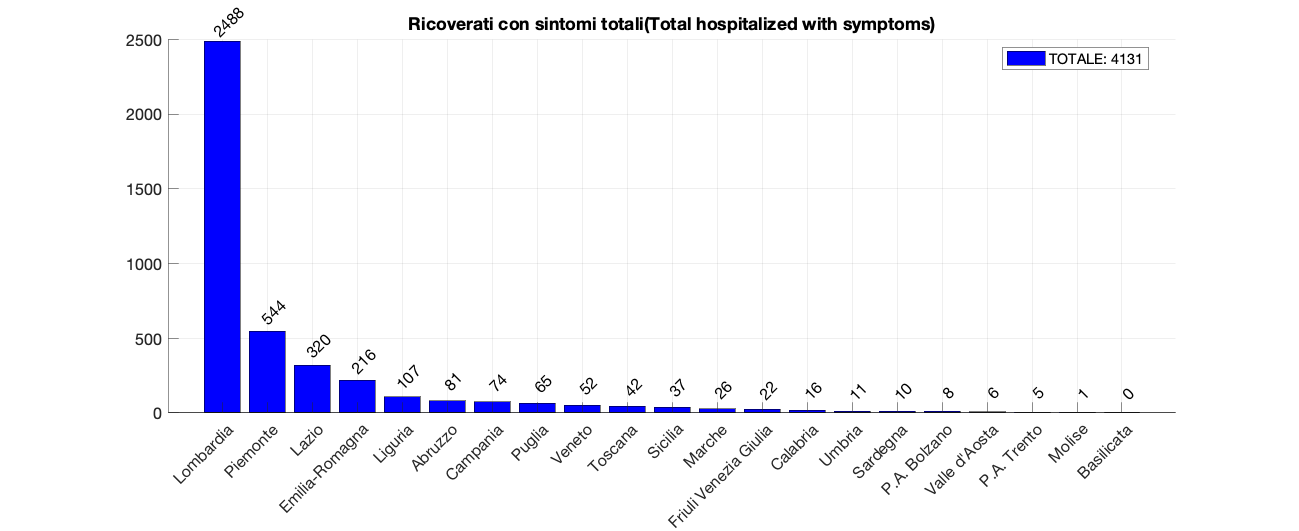 Ricoverati con sintomi totali(Total hospitalized with symptoms)
TOTALE: 4131
2500
2000
1500
1000
500
0
2488
544
320
216
107
81
74
65
52
42
37
26
22
16
11
10
8
6
5
1
0
Lombardia
Piemonte
Lazio
Emilia-Romagna
Liguria
Abruzzo
Campania
Puglia
Veneto
Toscana
Sicilia
Marche
Friuli Venezia Giulia
Calabria
Umbria
Sardegna
P.A. Bolzano
Valle d'Aosta
P.A. Trento
Molise
Basilicata